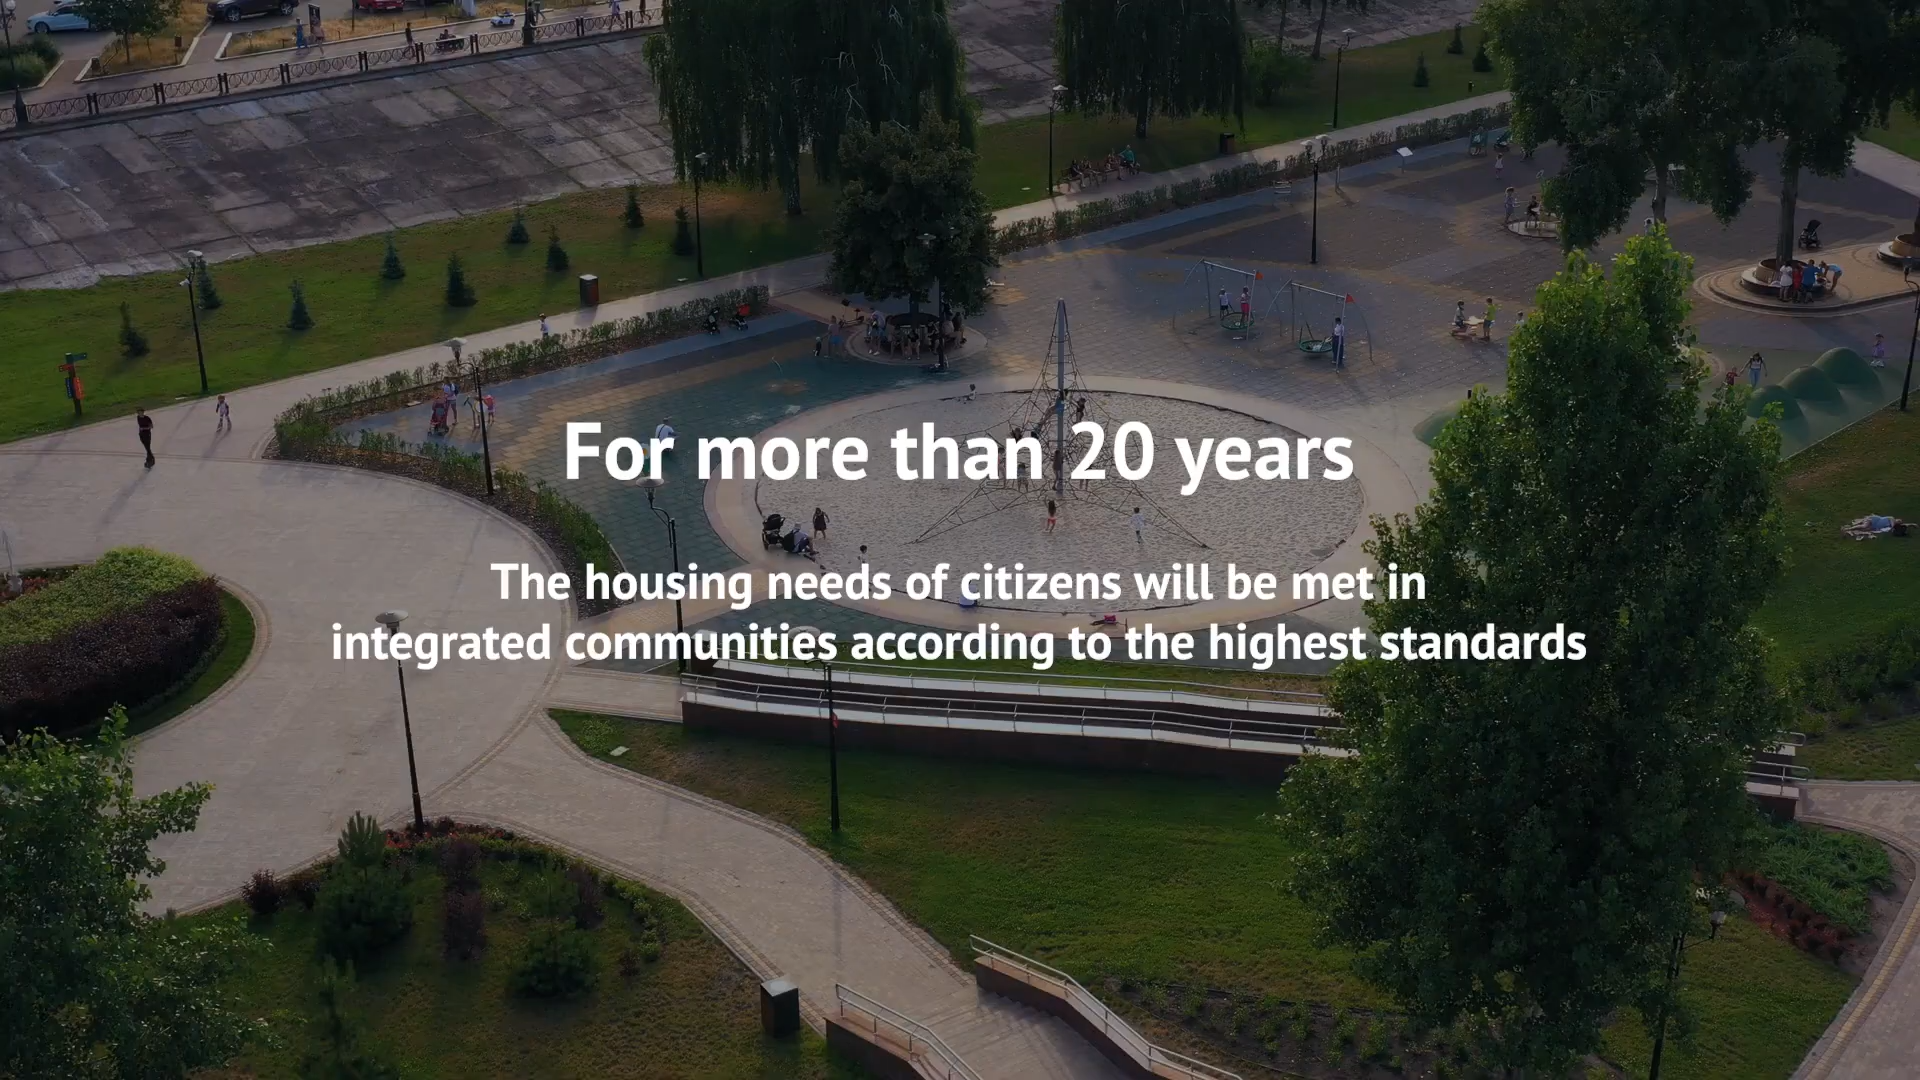 For more than 20 years
The housing needs of citizens will be met in
integrated communities according to the highest standards